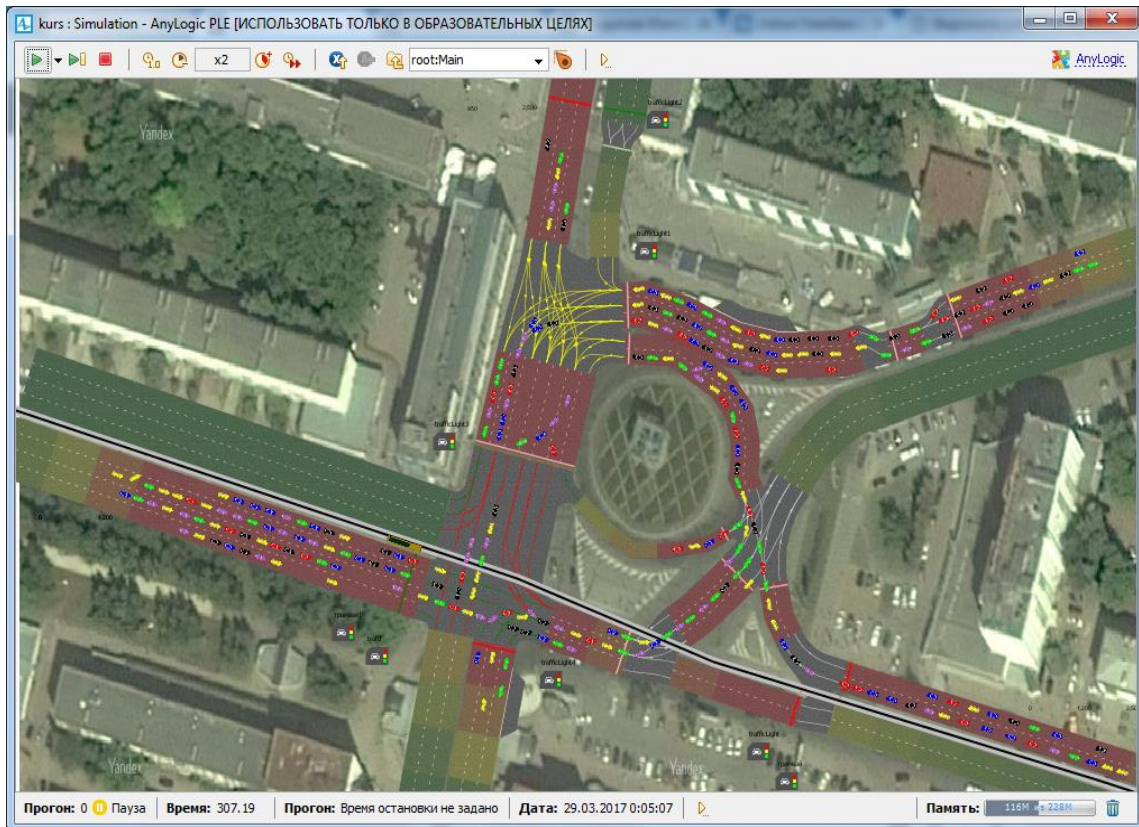 kurs : Simulation - AnyLogic PLE [ИСПОЛЬЗОВАТЬ ТОЛЬКО В ОБРАЗОВАТЕЛЬНЫХ ЦЕЛЯХ]
x2 root:Main AnyLogic
trafficLight2
Yandex
trafficLight1
trafficLight3
trafficLight4
trafficLight
Yandex Yandex
Прогон: 0 Пауза Время: 307.19 Прогон: Время остановки не задано Дата: 29.03.2017 0:05:07 Память: 116M из 228M